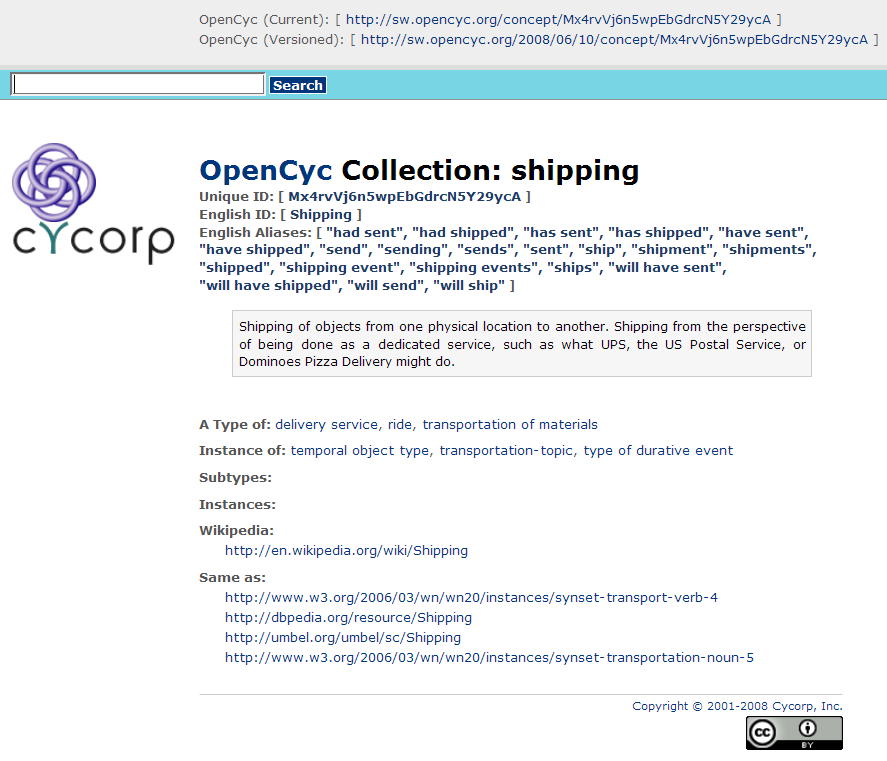 OpenCyc (Current): [ http://sw.opencyc.org/concept/Mx4rvVj6n5wpEbGdrcN5Y29ycA ]
OpenCyc (Versioned): [ http://sw.opencyc.org/2008/06/10/concept/Mx4rvVj6n5wpEbGdrcN5Y29ycA ]
Search
cYcorp
OpenCyc Collection: shipping
Unique ID: [ Mx4rvVj6n5wpEbGdrcN5Y29ycA ]
English ID: [ Shipping ]
English Aliases: [ "had sent", "had shipped", "has sent", "has shipped", "have sent",
"have shipped", "send", "sending", "sends", "sent", "ship", "shipment", "shipments",
"shipped", "shipping event", "shipping events", "ships", "will have sent",
"will have shipped", "will send", "will ship" ]
Shipping of objects from one physical location to another. Shipping from the perspective
of being done as a dedicated service, such as what UPS, the US Postal Service, or
Dominoes Pizza Delivery might do.
A Type of: delivery service, ride, transportation of materials
Instance of: temporal object type, transportation-topic, type of durative event
Subtypes:
Instances:
Wikipedia:
http://en.wikipedia.org/wiki/Shipping
Same as:
http://www.w3.org/2006/03/wn/wn20/instances/synset-transport-verb-4
http://dbpedia.org/resource/Shipping
http://umbel.org/umbel/sc/Shipping
http://www.w3.org/2006/03/wn/wn20/instances/synset-transportation-noun-5
Copyright © 2001-2008 Cycorp, Inc.
cc
BY